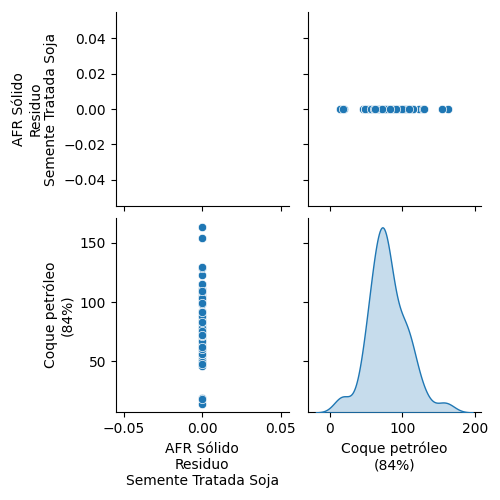 AFR Sólido
Residuo
Semente Tratada Soja
0.04
0.02
0.00
−0.02
−0.04
Coque petróleo
(84%)
150
100
50
−0.05
0.00
0.05
AFR Sólido
Residuo
Semente Tratada Soja
0
100
200
Coque petróleo
(84%)